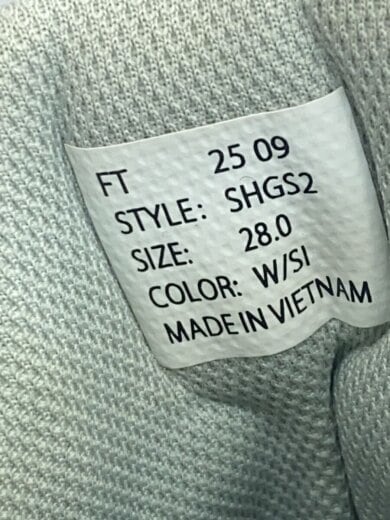 FT 25 09
STYLE: SHGS2
SIZE: 28.0
COLOR: W/SI
MADE IN VIETNAM